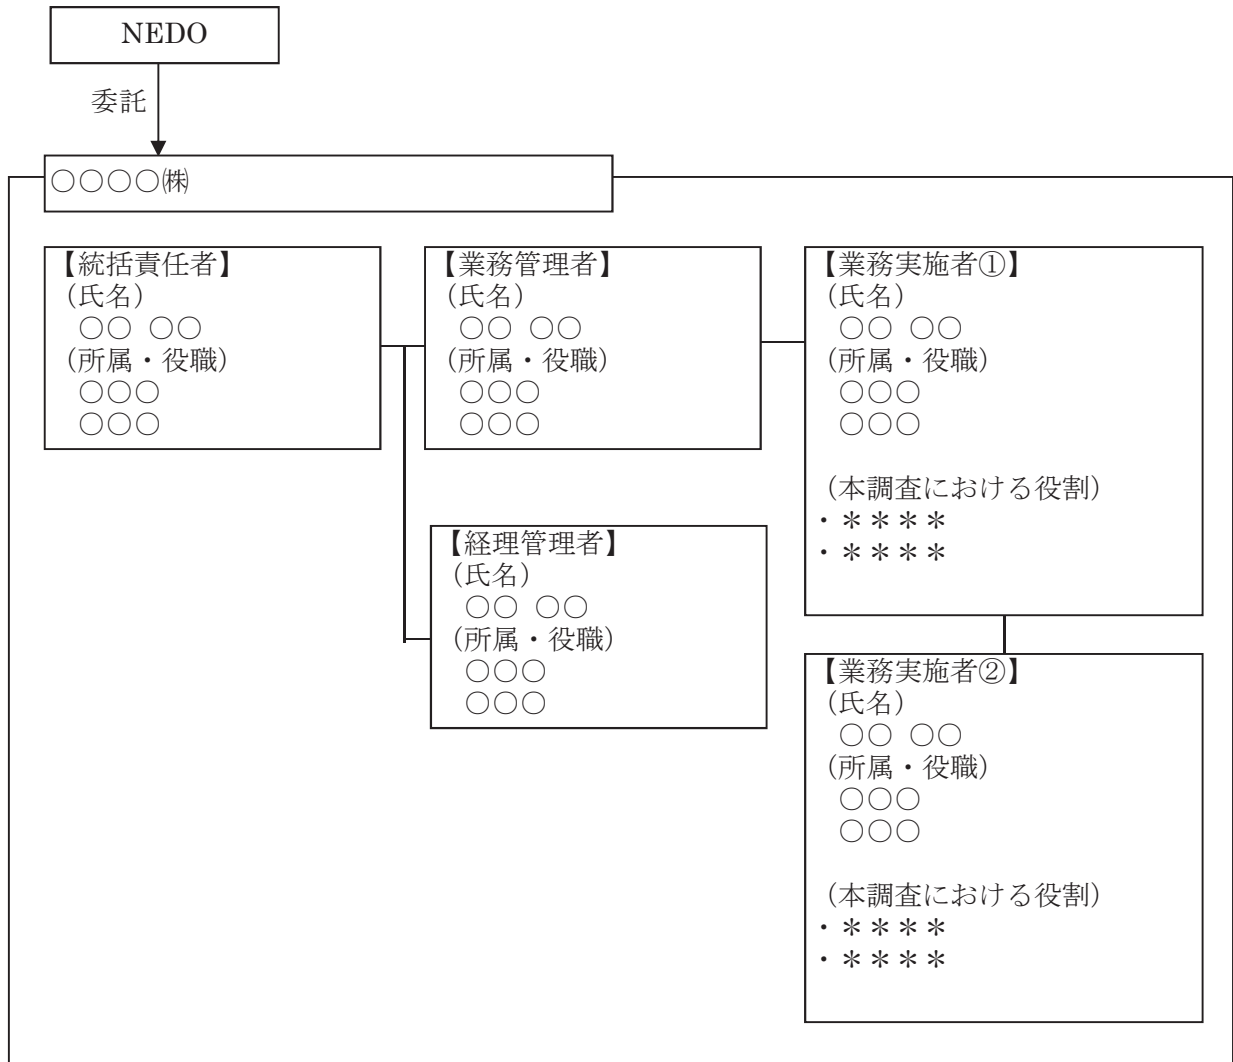 NEDO
委託
○○○○㈱
【統括責任者】
（氏名）
○○ ○○
（所属・役職）
○○○
○○○
【業務管理者】
（氏名）
○○ ○○
（所属・役職）
○○○
○○○
【業務実施者①】
（氏名）
○○ ○○
（所属・役職）
○○○
○○○
（本調査における役割）
・＊＊＊＊
・＊＊＊＊
【経理管理者】
（氏名）
○○ ○○
（所属・役職）
○○○
○○○
【業務実施者②】
（氏名）
○○ ○○
（所属・役職）
○○○
○○○
（本調査における役割）
・＊＊＊＊
・＊＊＊＊